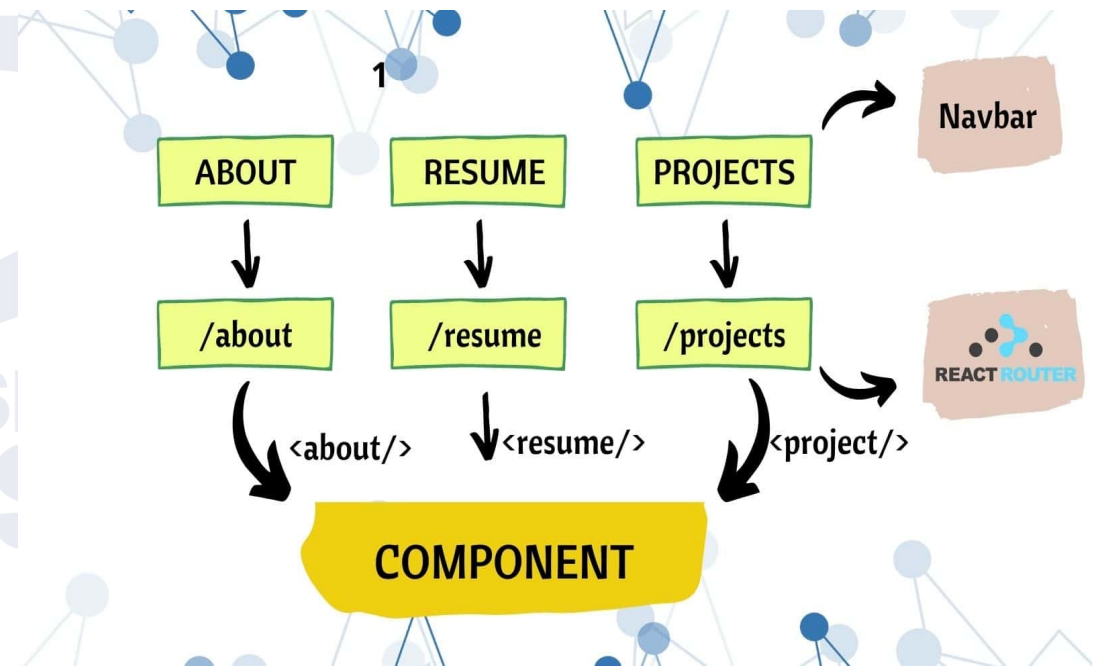 1
Navbar
ABOUT
RESUME
PROJECTS
/about
/resume
/projects
REACT ROUTER
<about/>
<resume/>
<project/>
COMPONENT